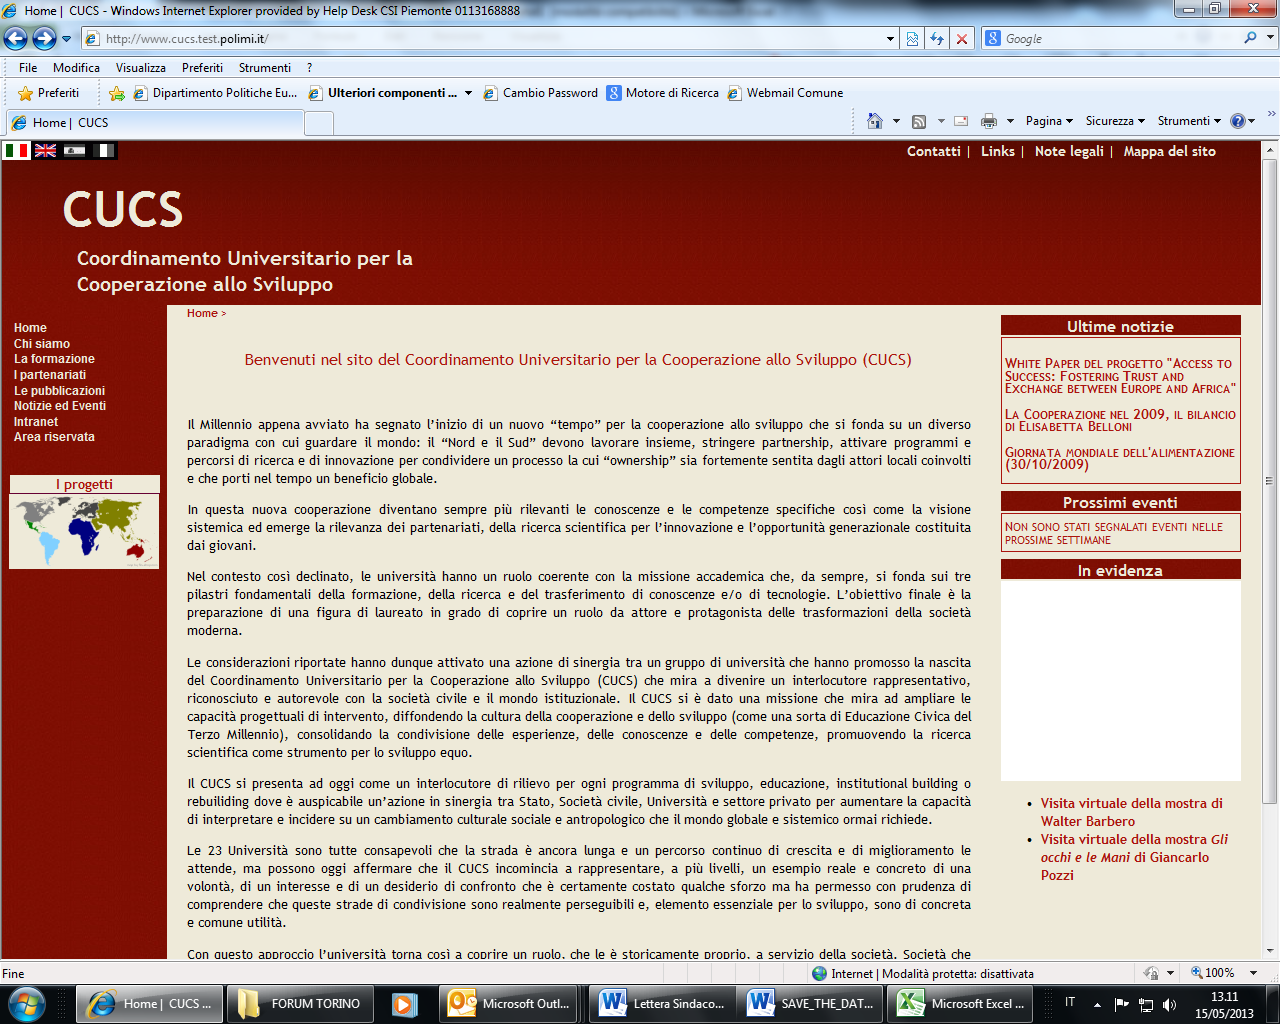 Home | CUCS - Windows Internet Explorer provided by Help Desk CSI Piemonte 0113168888
http://www.cucs.test.polimi.it/
Google
File Modifica Visualizza Preferiti Strumenti ?
Preferiti Dipartimento Politiche Eu... Ulteriori componenti ... Cambio Password Motore di Ricerca Webmail Comune
Home | CUCS
Pagina Sicurezza Strumenti
Contatti | Links | Note legali | Mappa del sito
CUCS
Coordinamento Universitario per la
Cooperazione allo Sviluppo
Home
Chi siamo
La formazione
I partenariati
Le pubblicazioni
Notizie ed Eventi
Intranet
Area riservata
I progetti
Home >
Benvenuti nel sito del Coordinamento Universitario per la Cooperazione allo Sviluppo (CUCS)
Il Millennio appena avviato ha segnato l’inizio di un nuovo “tempo” per la cooperazione allo sviluppo che si fonda su un diverso
paradigma con cui guardare il mondo: il “Nord e il Sud” devono lavorare insieme, stringere partnership, attivare programmi e
percorsi di ricerca e di innovazione per condividere un processo la cui “ownership” sia fortemente sentita dagli attori locali coinvolti
e che porti nel tempo un beneficio globale.
In questa nuova cooperazione diventano sempre più rilevanti le conoscenze e le competenze specifiche così come la visione
sistemica ed emerge la rilevanza dei partenariati, della ricerca scientifica per l’innovazione e l’opportunità generazionale costituita
dai giovani.
Nel contesto così declinato, le università hanno un ruolo coerente con la missione accademica che, da sempre, si fonda sui tre
pilastri fondamentali della formazione, della ricerca e del trasferimento di conoscenze e/o di tecnologie. L’obiettivo finale è la
preparazione di una figura di laureato in grado di coprire un ruolo da attore e protagonista delle trasformazioni della società
moderna.
Le considerazioni riportate hanno dunque attivato una azione di sinergia tra un gruppo di università che hanno promosso la nascita
del Coordinamento Universitario per la Cooperazione allo Sviluppo (CUCS) che mira a divenire un interlocutore rappresentativo,
riconosciuto e autorevole con la società civile e il mondo istituzionale. Il CUCS si è dato una missione che mira ad ampliare le
capacità progettuali di intervento, diffondendo la cultura della cooperazione e dello sviluppo (come una sorta di Educazione Civica del
Terzo Millennio), consolidando la condivisione delle esperienze, delle conoscenze e delle competenze, promuovendo la ricerca
scientifica come strumento per lo sviluppo equo.
Il CUCS si presenta ad oggi come un interlocutore di rilievo per ogni programma di sviluppo, educazione, institutional building o
rebuiliding dove è auspicabile un’azione in sinergia tra Stato, Società civile, Università e settore privato per aumentare la capacità
di interpretare e incidere su un cambiamento culturale sociale e antropologico che il mondo globale e sistemico ormai richiede.
Le 23 Università sono tutte consapevoli che la strada è ancora lunga e un percorso continuo di crescita e di miglioramento le
attende, ma possono oggi affermare che il CUCS incomincia a rappresentare, a più livelli, un esempio reale e concreto di una
volontà, di un interesse e di un desiderio di confronto che è certamente costato qualche sforzo ma ha permesso con prudenza di
comprendere che queste strade di condivisione sono realmente perseguibili e, elemento essenziale per lo sviluppo, sono di concreta
e comune utilità.
Con questo approccio l’università torna così a coprire un ruolo, che le è storicamente proprio, a servizio della società. Società che
Ultime notizie
White Paper del progetto "Access to
Success: Fostering Trust and
Exchange between Europe and Africa"
La Cooperazione nel 2009, il bilancio
di Elisabetta Belloni
Giornata mondiale dell'alimentazione
(30/10/2009)
Prossimi eventi
Non sono stati segnalati eventi nelle
prossime settimane
In evidenza
• Visita virtuale della mostra di
Walter Barbero
• Visita virtuale della mostra Gli
occhi e le Mani di Giancarlo
Pozzi
Fine
Internet | Modalità protetta: disattivata
100%
Home | CUCS ... FORUM TORINO Microsoft Outl... Lettera Sindaco... SAVE_THE_DAT... Microsoft Excel ...
IT
13.11
15/05/2013